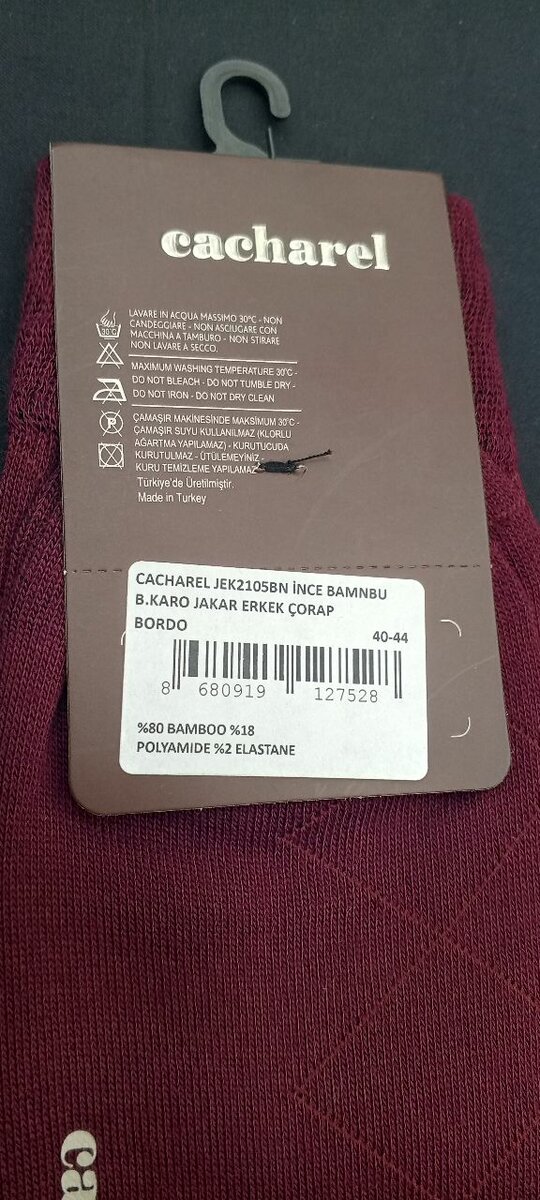 cacharel
LAVARE IN ACQUA MASSIMO 30°C - NON
CANDEGGIARE - NON ASCIUGARE CON
MACCHINA A TAMBURO - NON STIRARE
NON LAVARE A SECCO.
30°C
MAXIMUM WASHING TEMPERATURE 30°C -
DO NOT BLEACH - DO NOT TUMBLE DRY -
DO NOT IRON - DO NOT DRY CLEAN
P
ÇAMAŞIR MAKİNESİNDE MAKSİMUM 30°C -
ÇAMAŞIR SUYU KULLANILMAZ (KLORLU
AĞARTMA YAPILAMAZ) - KURUTUCUDA
KURUTULMAZ - ÜTÜLEMEYİNİZ -
KURU TEMİZLEME YAPILAMAZ
Türkiye'de Üretilmiştir.
Made in Turkey
CACHAREL JEK2105BN İNCE BAMNBU
B.KARO JAKAR ERKEK ÇORAP
BORDO
40-44
8 680919 127528
%80 BAMBOO %18
POLYAMIDE %2 ELASTANE
ca